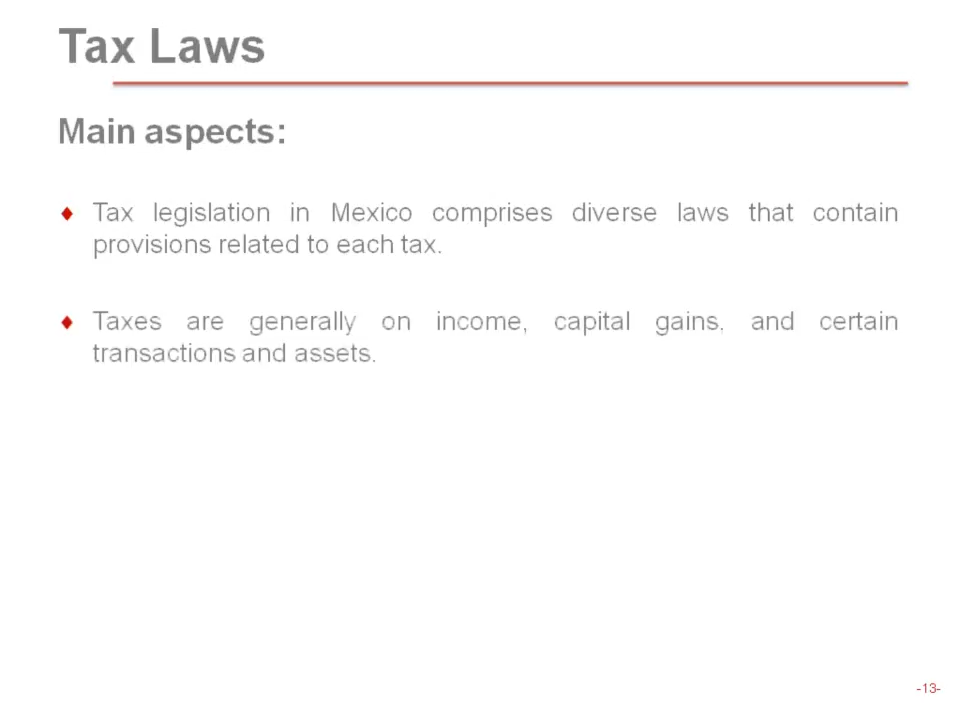 Tax Laws
Main aspects:
♦ Tax legislation in Mexico comprises diverse laws that contain
provisions related to each tax.
♦ Taxes are generally on income, capital gains, and certain
transactions and assets.
-13-